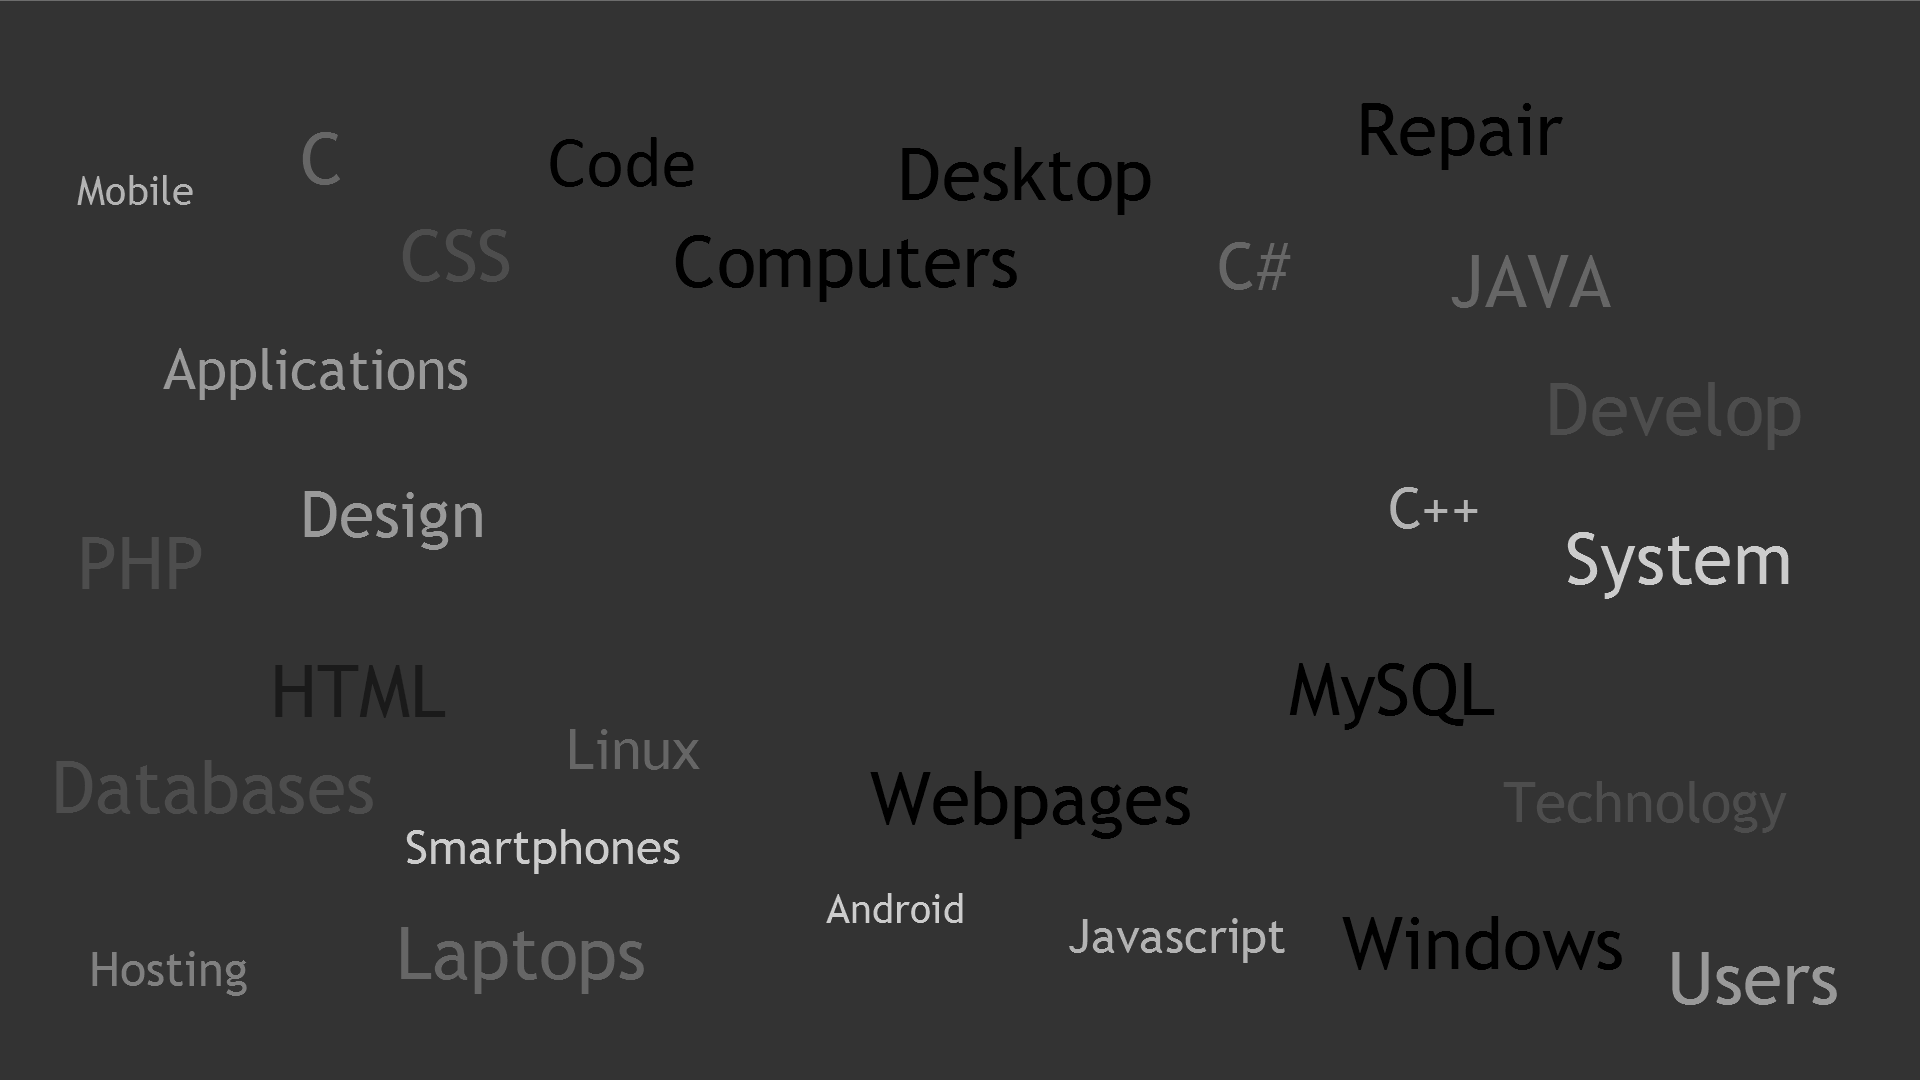 Repair
C
Code
Desktop
Mobile
CSS
Computers
C#
JAVA
Applications
Develop
Design
C++
PHP
System
HTML
MySQL
Linux
Databases
Webpages
Technology
Smartphones
Android
Javascript
Windows
Laptops
Hosting
Users